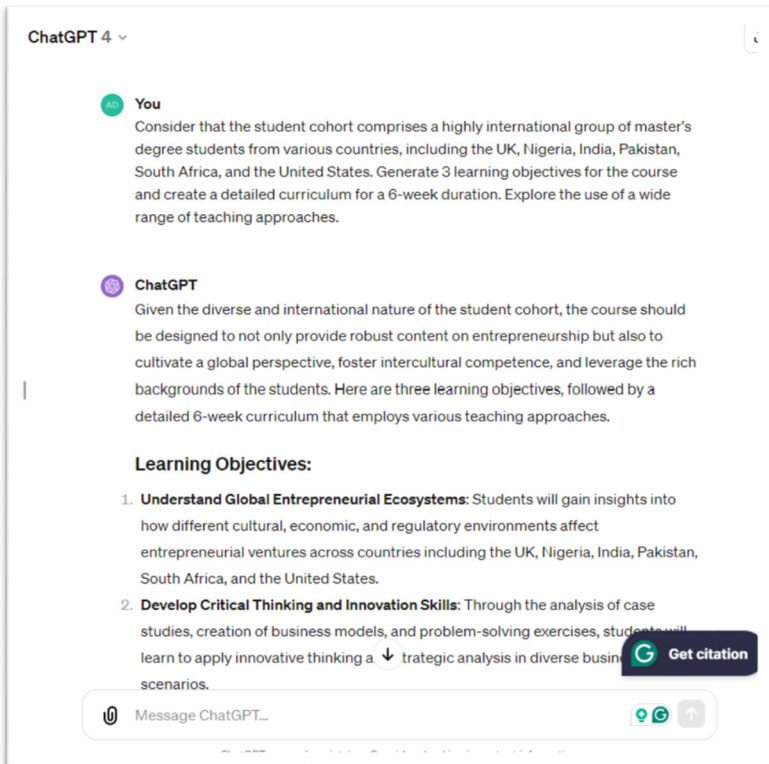 ChatGPT 4
AD You
Consider that the student cohort comprises a highly international group of master's
degree students from various countries, including the UK, Nigeria, India, Pakistan,
South Africa, and the United States. Generate 3 learning objectives for the course
and create a detailed curriculum for a 6-week duration. Explore the use of a wide
range of teaching approaches.
ChatGPT
Given the diverse and international nature of the student cohort, the course should
be designed to not only provide robust content on entrepreneurship but also to
cultivate a global perspective, foster intercultural competence, and leverage the rich
backgrounds of the students. Here are three learning objectives, followed by a
detailed 6-week curriculum that employs various teaching approaches.
Learning Objectives:
1. Understand Global Entrepreneurial Ecosystems: Students will gain insights into
how different cultural, economic, and regulatory environments affect
entrepreneurial ventures across countries including the UK, Nigeria, India, Pakistan,
South Africa, and the United States.
2. Develop Critical Thinking and Innovation Skills: Through the analysis of case
studies, creation of business models, and problem-solving exercises, students will
learn to apply innovative thinking a trategic analysis in diverse busin
scenarios.
Get citation
Message ChatGPT...